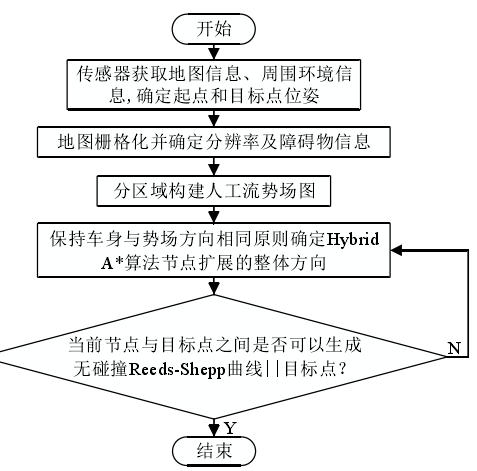 开始
传感器获取地图信息、周围环境信
息,确定起点和目标点位姿
地图栅格化并确定分辨率及障碍物信息
分区域构建人工流势场图
保持车身与势场方向相同原则确定Hybrid
A*算法节点扩展的整体方向
当前节点与目标点之间是否可以生成
无碰撞Reeds-Shepp曲线||目标点？
N
Y
结束